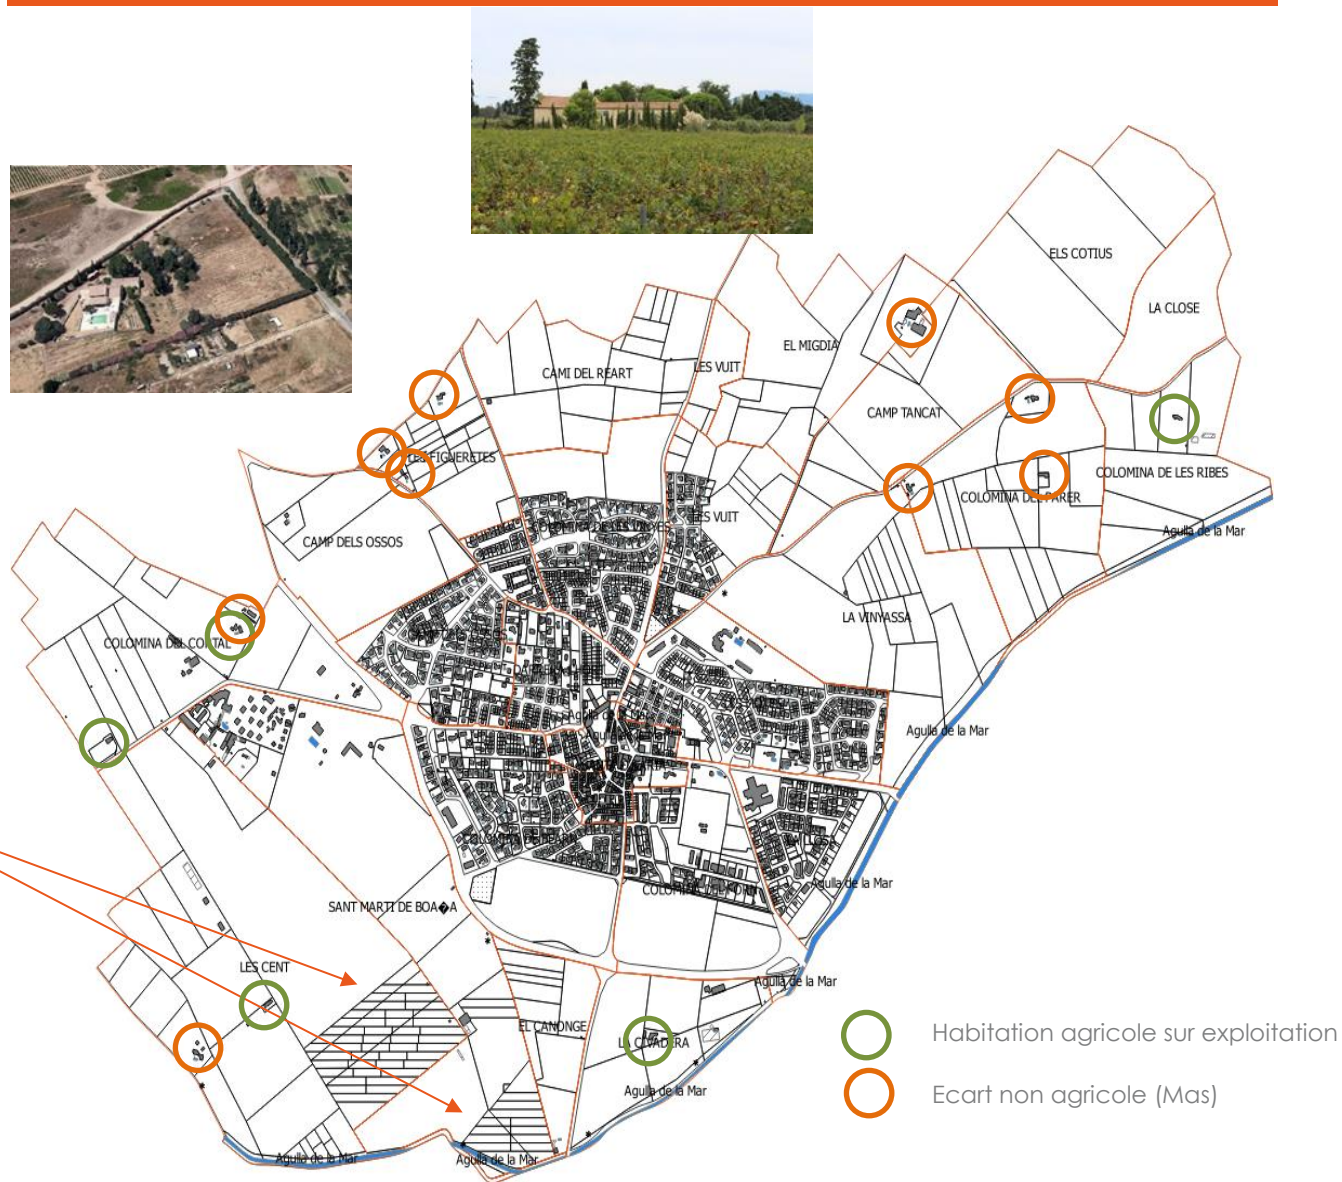 ELS COTIUS
LA CLOSE
EL MIGDIA
LES VUIT
CAMI DEL REART
CAMP TANCAT
LES FIGUERETES
COLOMINA DE LES RIBES
COLOMINA DEL PARER
LES VUIT
Agulla de la Mar
CAMP DELS OSSOS
LA VINYASSA
COLOMINA DEL CORTAL
Agulla de la Mar
Agulla de la Mar
SANT MARTI DE BOA�A
LES CENT
Agulla de la Mar
EL CANONGE
LA CIVADERA
Habitation agricole sur exploitation
Agulla de la Mar
Ecart non agricole (Mas)
Agulla de la Mar
Agulla de la Mar